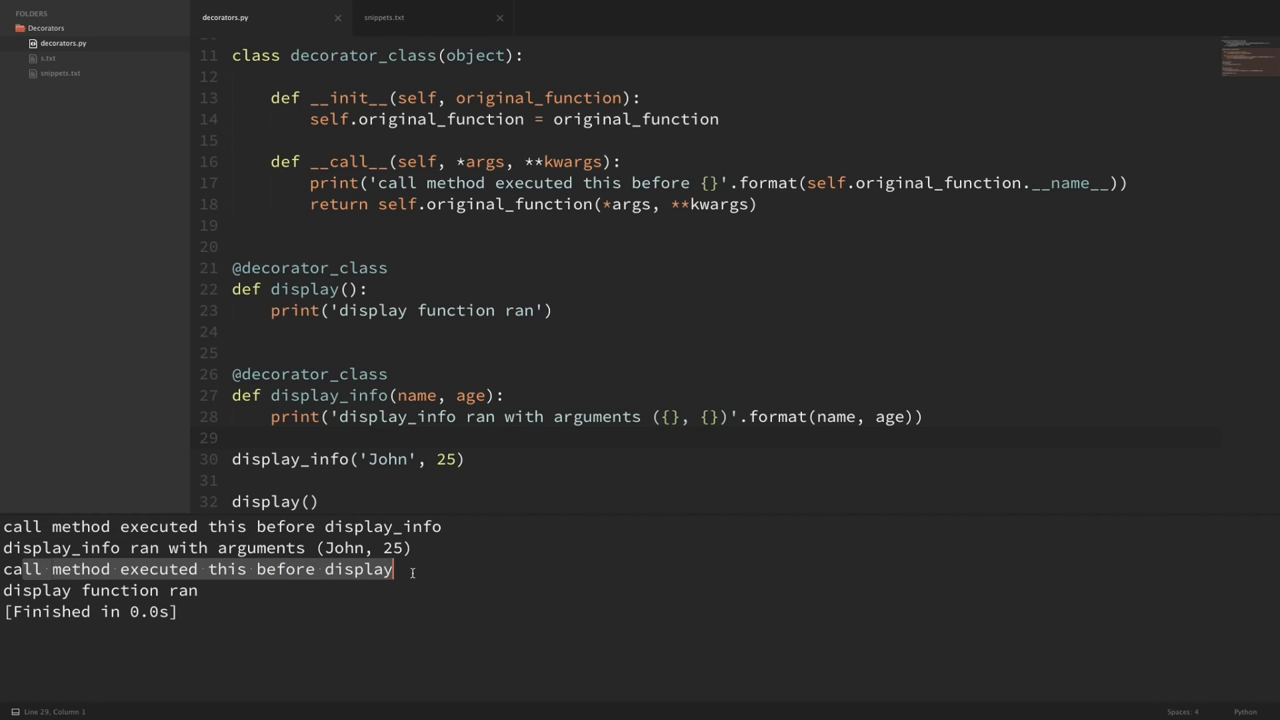 FOLDERS
Decorators
decorators.py
s.txt
snippets.txt
decorators.py
snippets.txt
11 class decorator_class(object):
12
13     def __init__(self, original_function):
14         self.original_function = original_function
15
16     def __call__(self, *args, **kwargs):
17         print('call method executed this before {}'.format(self.original_function.__name__))
18         return self.original_function(*args, **kwargs)
19
20
21 @decorator_class
22 def display():
23     print('display function ran')
24
25
26 @decorator_class
27 def display_info(name, age):
28     print('display_info ran with arguments ({}, {})'.format(name, age))
29
30 display_info('John', 25)
31
32 display()
call method executed this before display_info
display_info ran with arguments (John, 25)
call method executed this before display
display function ran
[Finished in 0.0s]
Line 29, Column 1
Spaces: 4
Python